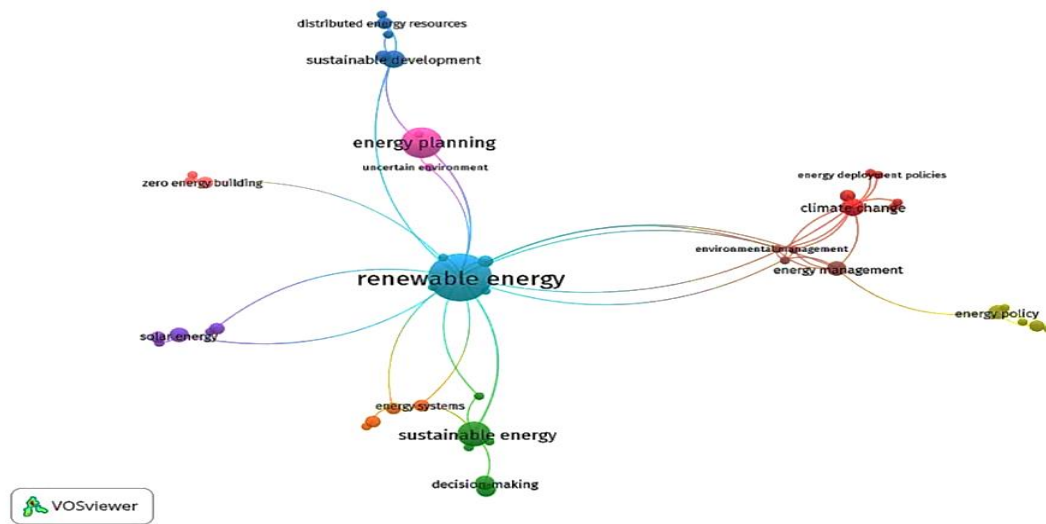 distributed energy resources
sustainable development
energy planning
uncertain environment
zero energy building
energy deployment policies
climate change
environmental management
energy management
renewable energy
energy policy
solar energy
energy systems
sustainable energy
decision making
VOSviewer